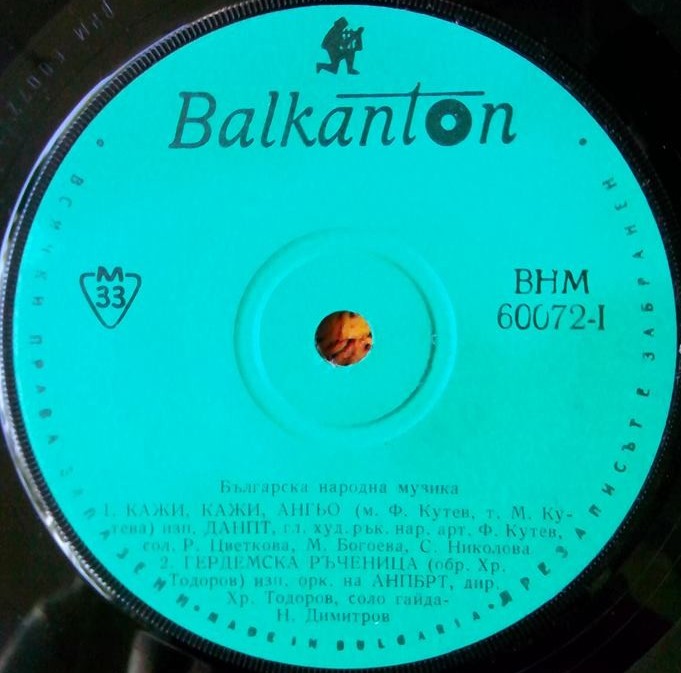 Balkanton
М
33
ВНМ
60072-I
Българска народна музика
1. КАЖИ, КАЖИ, АНГЬО (м. Ф. Кутев, т. М. Ку-
тева) изп. ДАНПТ, гл. худ. рък. нар. арт. Ф. Кутев,
сол. Р. Цветкова, М. Богоева, С. Николова
2. ГЕРДЕМСКА РЪЧЕНИЦА (обр. Хр.
Тодоров) изп. орк. на АНПБРТ, дир.
Хр. Тодоров, соло гайда-
Н. Димитров
• ВСИЧКИ ПРАВА ЗАПАЗЕНИ • MADE IN BULGARIA • ПРЕЗАПИСЪТ Е ЗАБРАНЕН •